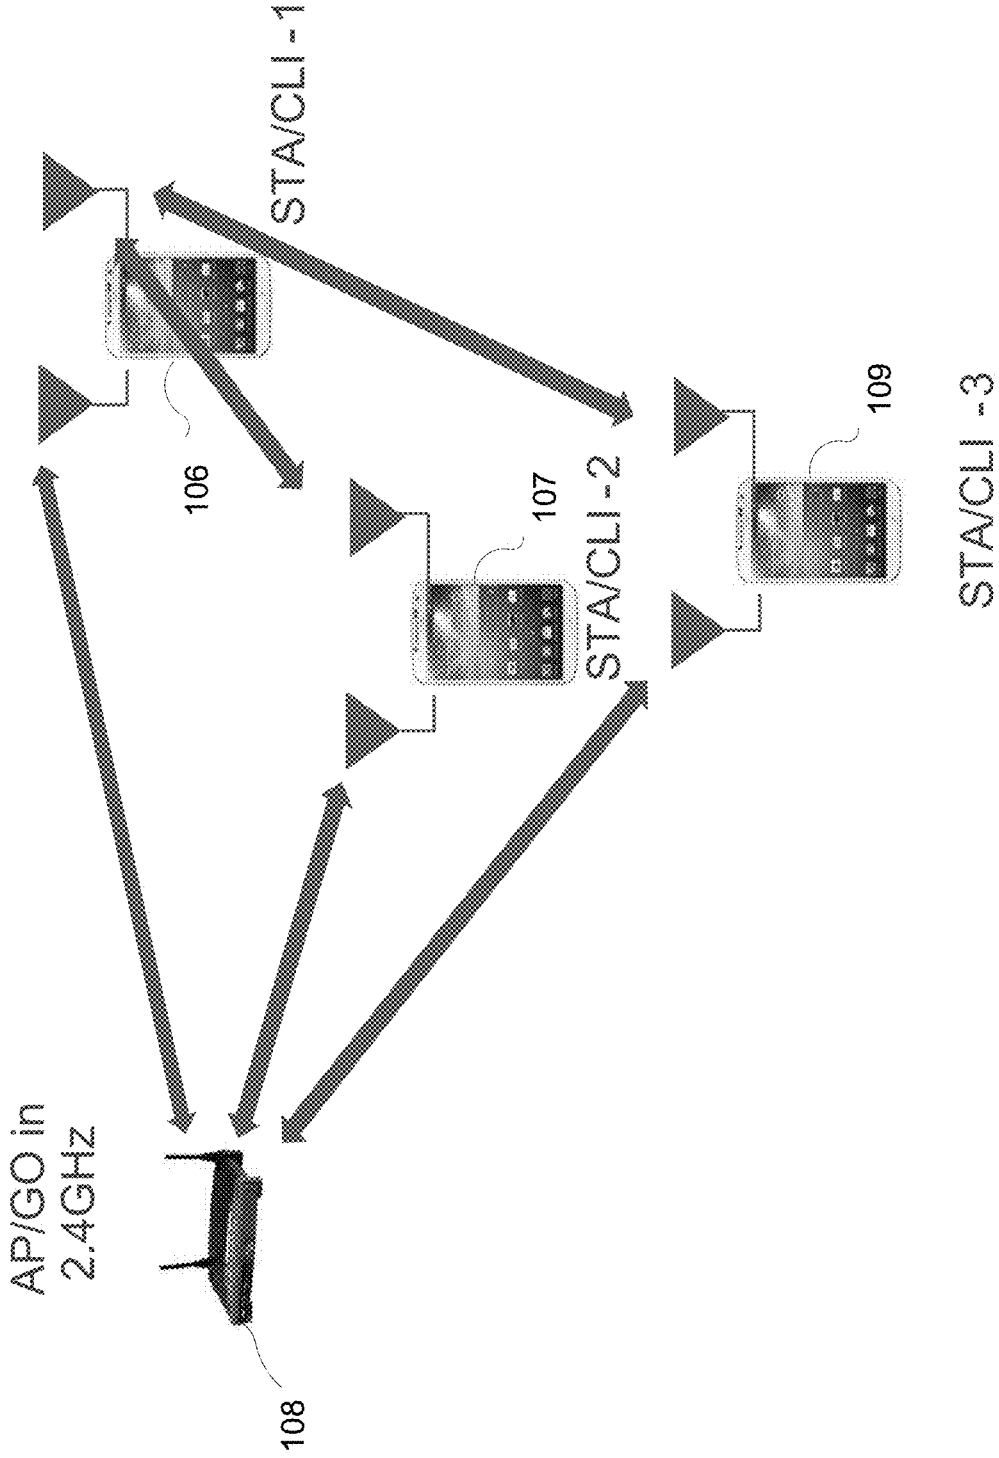 AP/GO in
2.4GHz
108
106
STA/CLI -1
107
STA/CLI -2
109
STA/CLI -3